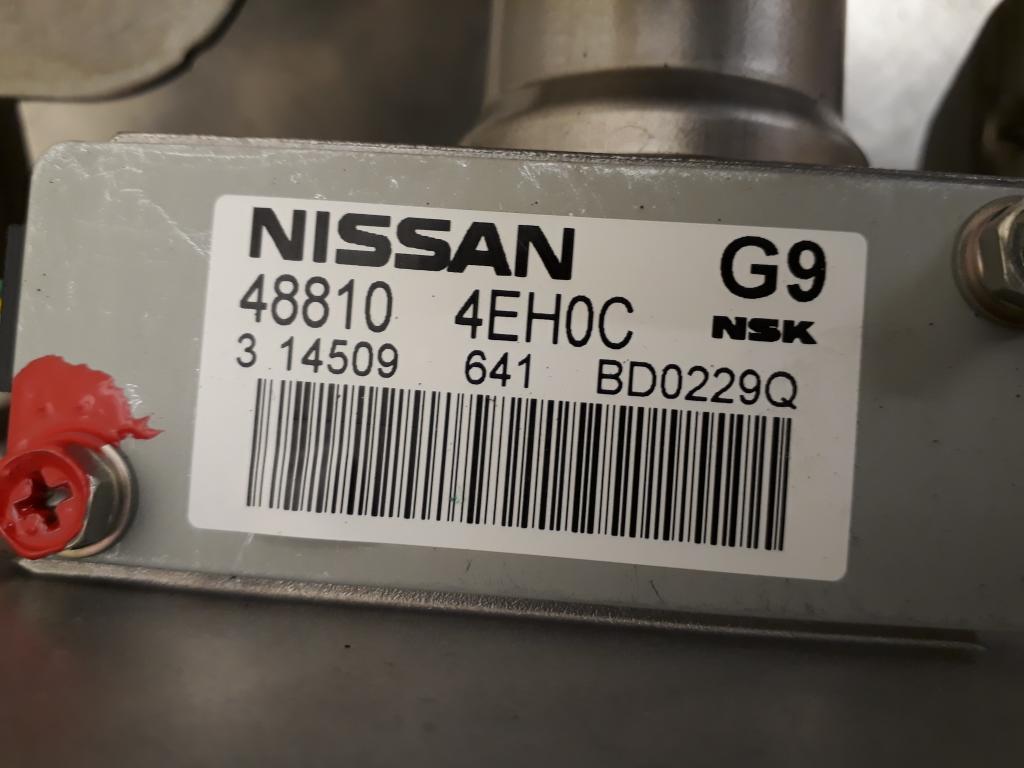 NISSAN G9
48810 4EH0C NSK
3 14509 641 BD0229Q